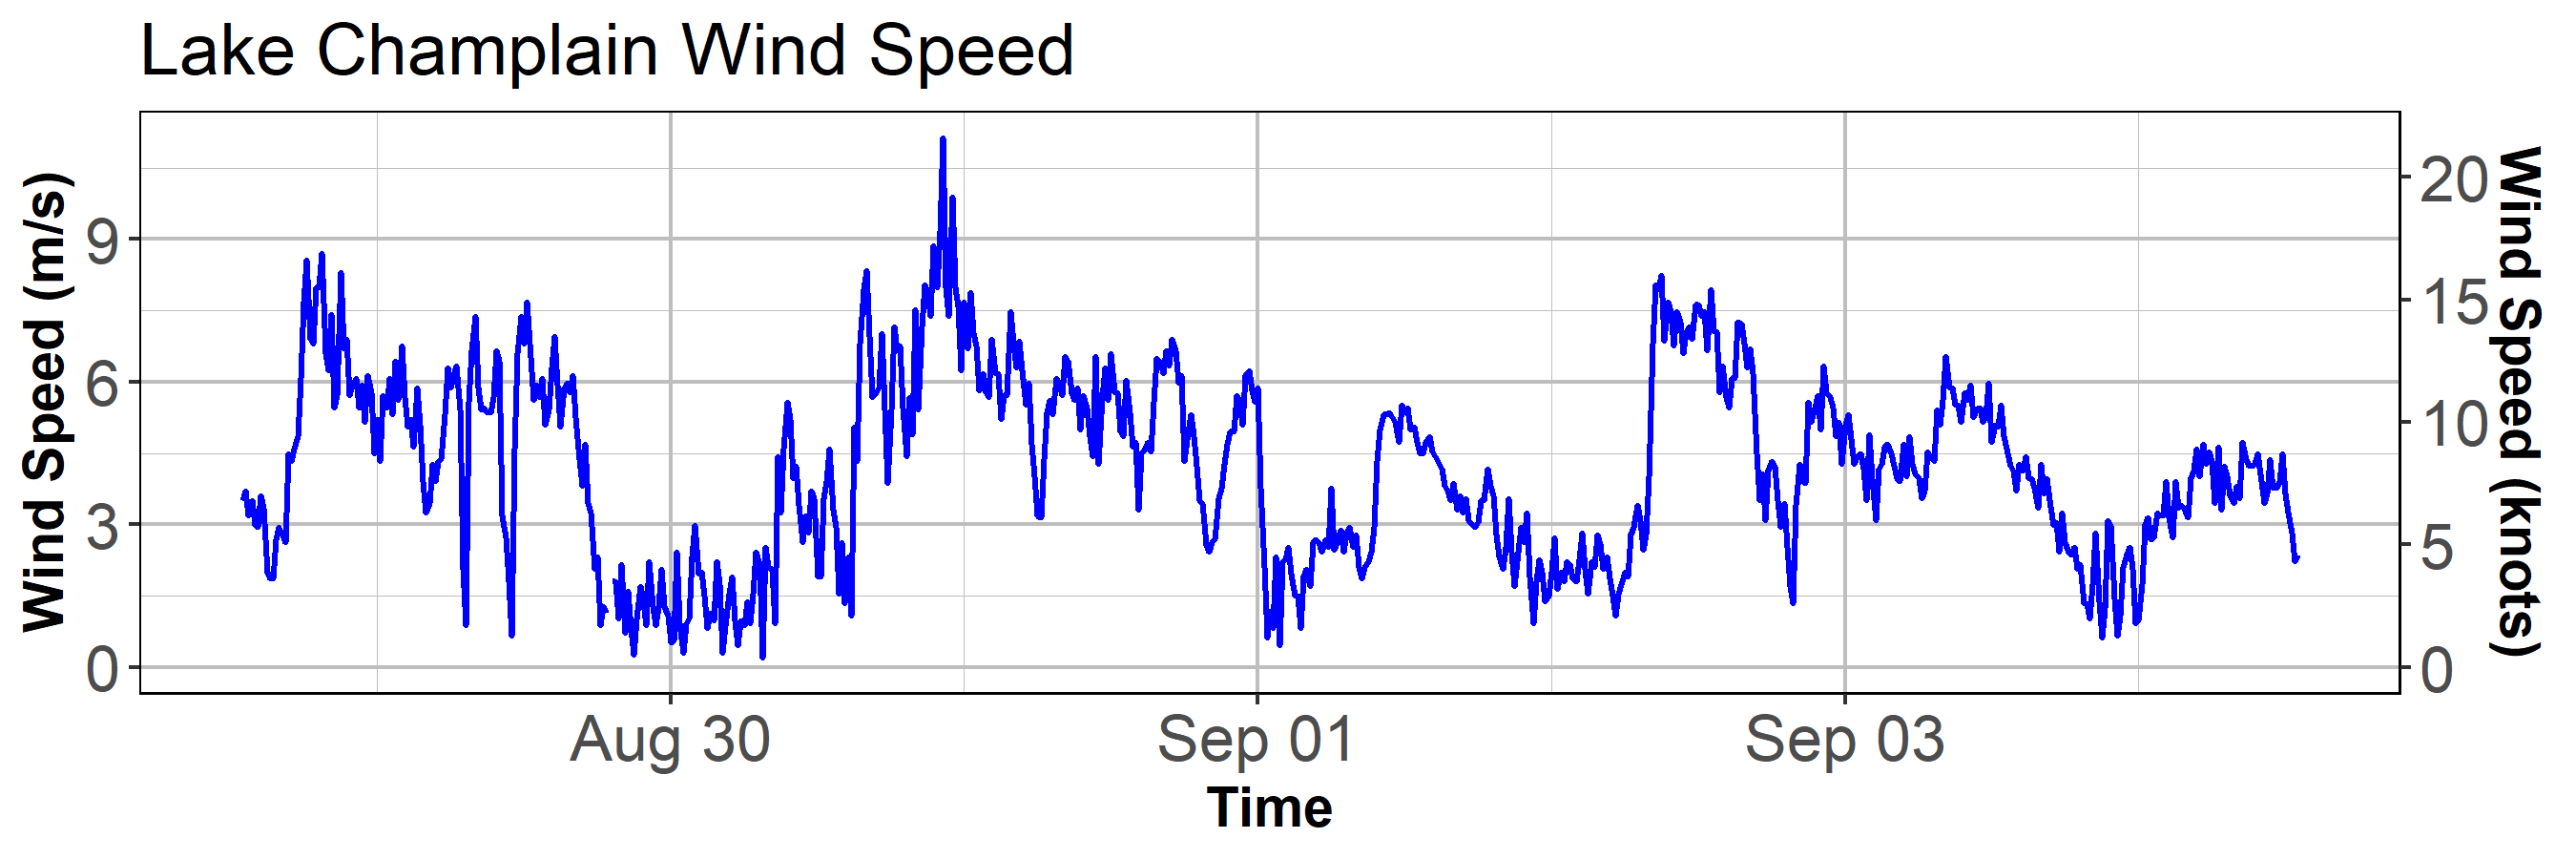 Lake Champlain Wind Speed
Wind Speed (m/s)
9
6
3
0
20
15
10
5
0
Wind Speed (knots)
Aug 30
Sep 01
Sep 03
Time